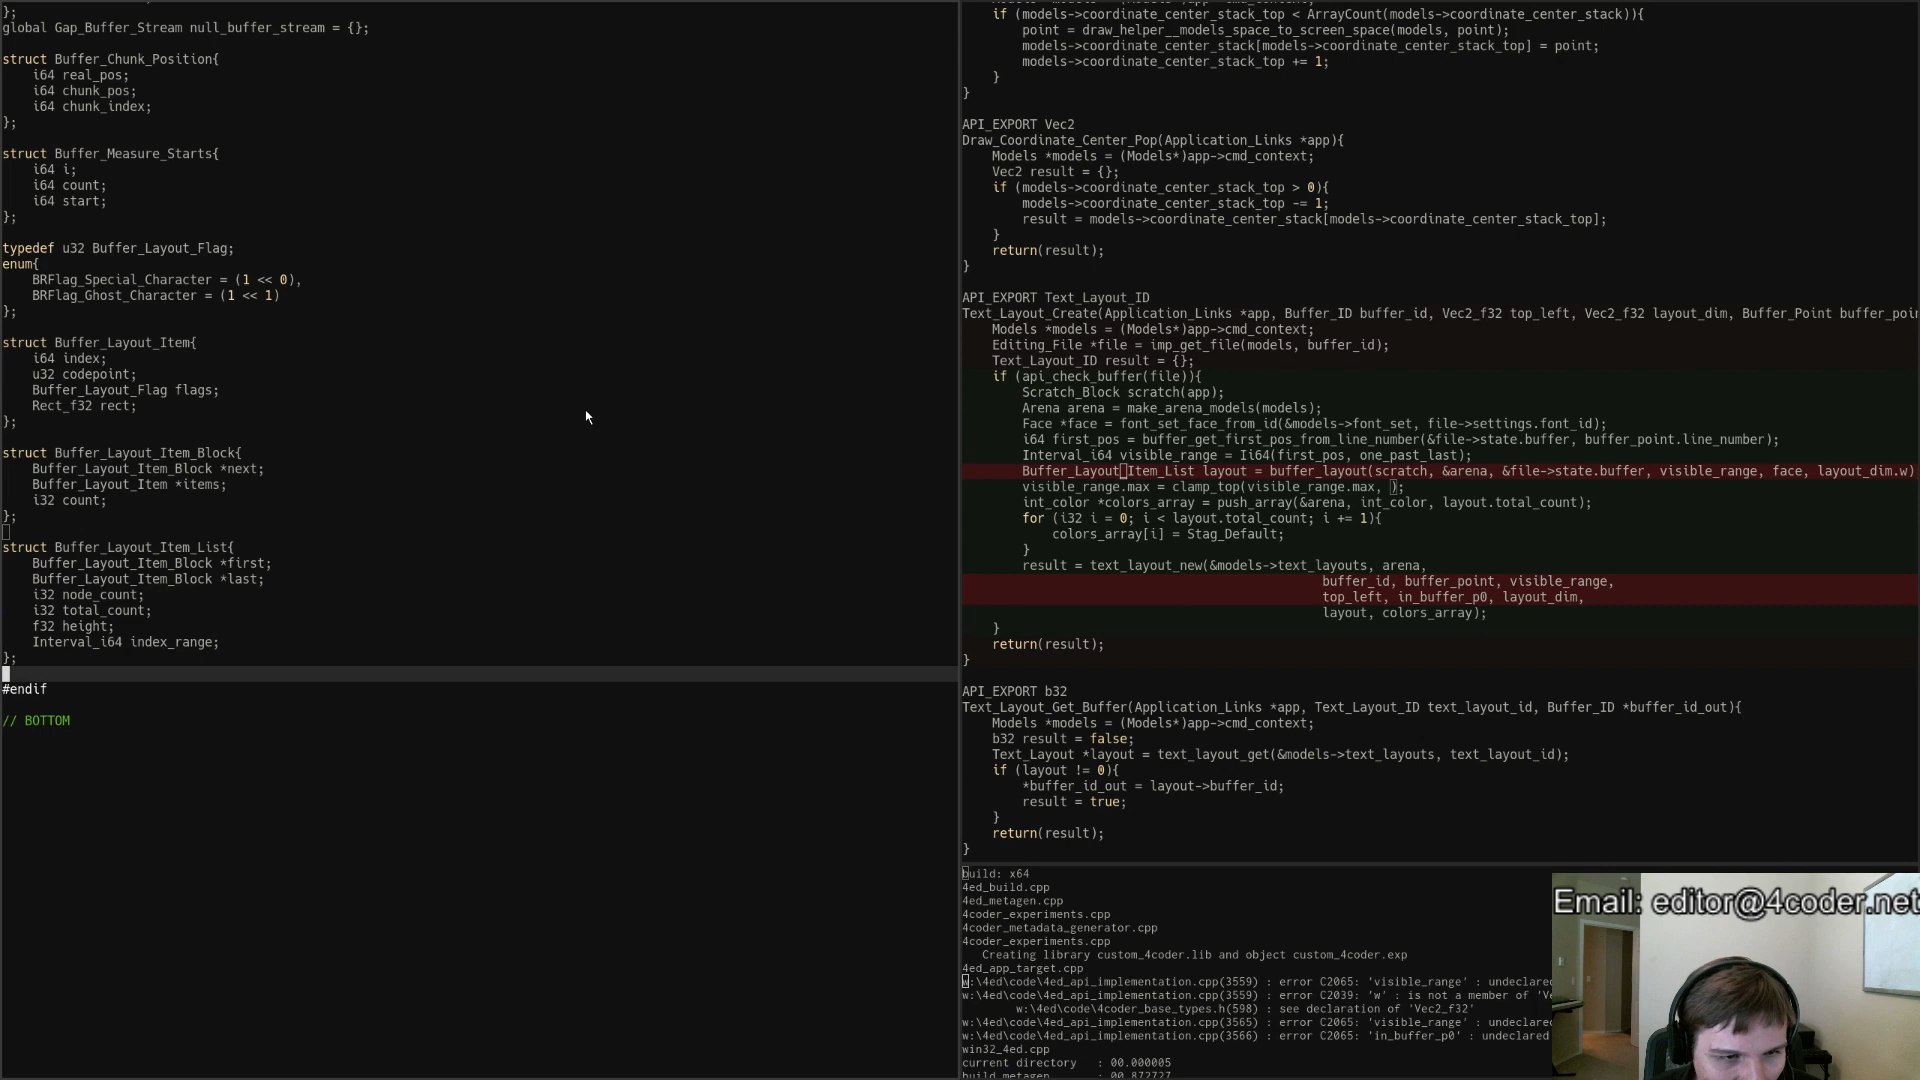 };
global Gap_Buffer_Stream null_buffer_stream = {};
struct Buffer_Chunk_Position{
    i64 real_pos;
    i64 chunk_pos;
    i64 chunk_index;
};
struct Buffer_Measure_Starts{
    i64 i;
    i64 count;
    i64 start;
};
typedef u32 Buffer_Layout_Flag;
enum{
    BRFlag_Special_Character = (1 << 0),
    BRFlag_Ghost_Character = (1 << 1)
};
struct Buffer_Layout_Item{
    i64 index;
    u32 codepoint;
    Buffer_Layout_Flag flags;
    Rect_f32 rect;
};
struct Buffer_Layout_Item_Block{
    Buffer_Layout_Item_Block *next;
    Buffer_Layout_Item *items;
    i32 count;
};
struct Buffer_Layout_Item_List{
    Buffer_Layout_Item_Block *first;
    Buffer_Layout_Item_Block *last;
    i32 node_count;
    i32 total_count;
    f32 height;
    Interval_i64 index_range;
};
#endif
// BOTTOM
    if (models->coordinate_center_stack_top < ArrayCount(models->coordinate_center_stack)){
        point = draw_helper__models_space_to_screen_space(models, point);
        models->coordinate_center_stack[models->coordinate_center_stack_top] = point;
        models->coordinate_center_stack_top += 1;
    }
}
API_EXPORT Vec2
Draw_Coordinate_Center_Pop(Application_Links *app){
    Models *models = (Models*)app->cmd_context;
    Vec2 result = {};
    if (models->coordinate_center_stack_top > 0){
        models->coordinate_center_stack_top -= 1;
        result = models->coordinate_center_stack[models->coordinate_center_stack_top];
    }
    return(result);
}
API_EXPORT Text_Layout_ID
Text_Layout_Create(Application_Links *app, Buffer_ID buffer_id, Vec2_f32 top_left, Vec2_f32 layout_dim, Buffer_Point buffer_poin
    Models *models = (Models*)app->cmd_context;
    Editing_File *file = imp_get_file(models, buffer_id);
    Text_Layout_ID result = {};
    if (api_check_buffer(file)){
        Scratch_Block scratch(app);
        Arena arena = make_arena_models(models);
        Face *face = font_set_face_from_id(&models->font_set, file->settings.font_id);
        i64 first_pos = buffer_get_first_pos_from_line_number(&file->state.buffer, buffer_point.line_number);
        Interval_i64 visible_range = Ii64(first_pos, one_past_last);
        Buffer_Layout_Item_List layout = buffer_layout(scratch, &arena, &file->state.buffer, visible_range, face, layout_dim.w)
        visible_range.max = clamp_top(visible_range.max, );
        int_color *colors_array = push_array(&arena, int_color, layout.total_count);
        for (i32 i = 0; i < layout.total_count; i += 1){
            colors_array[i] = Stag_Default;
        }
        result = text_layout_new(&models->text_layouts, arena,
                                 buffer_id, buffer_point, visible_range,
                                 top_left, in_buffer_p0, layout_dim,
                                 layout, colors_array);
    }
    return(result);
}
API_EXPORT b32
Text_Layout_Get_Buffer(Application_Links *app, Text_Layout_ID text_layout_id, Buffer_ID *buffer_id_out){
    Models *models = (Models*)app->cmd_context;
    b32 result = false;
    Text_Layout *layout = text_layout_get(&models->text_layouts, text_layout_id);
    if (layout != 0){
        *buffer_id_out = layout->buffer_id;
        result = true;
    }
    return(result);
}
build: x64
4ed_build.cpp
4ed_metagen.cpp
4coder_experiments.cpp
4coder_metadata_generator.cpp
4coder_experiments.cpp
   Creating library custom_4coder.lib and object custom_4coder.exp
4ed_app_target.cpp
w:\4ed\code\4ed_api_implementation.cpp(3559) : error C2065: 'visible_range' : undeclared
w:\4ed\code\4ed_api_implementation.cpp(3559) : error C2039: 'w' : is not a member of 'Ve
        w:\4ed\code\4coder_base_types.h(598) : see declaration of 'Vec2_f32'
w:\4ed\code\4ed_api_implementation.cpp(3565) : error C2065: 'visible_range' : undeclared
w:\4ed\code\4ed_api_implementation.cpp(3566) : error C2065: 'in_buffer_p0' : undeclared
win32_4ed.cpp
current directory   : 00.000005
build metagen       : 00.872727
Email: editor@4coder.net